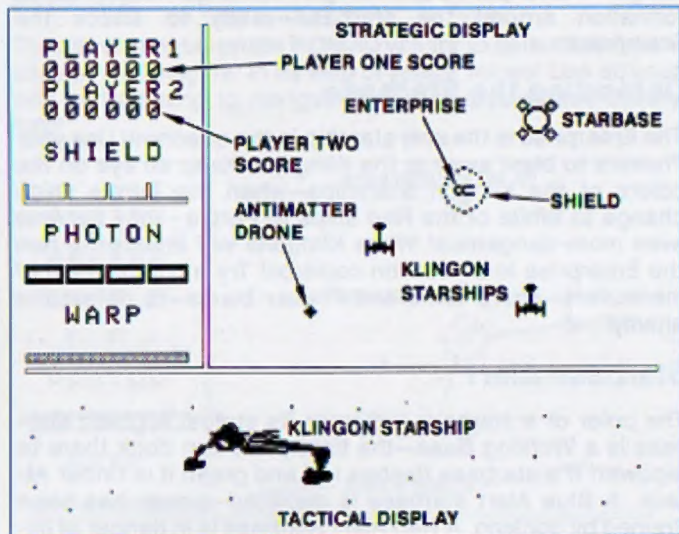 STRATEGIC DISPLAY
PLAYER1
000000
PLAYER ONE SCORE
PLAYER2
000000
PLAYER TWO
SCORE
ENTERPRISE
STARBASE
SHIELD
SHIELD
ANTIMATTER
DRONE
PHOTON
KLINGON
STARSHIPS
WARP
KLINGON STARSHIP
TACTICAL DISPLAY